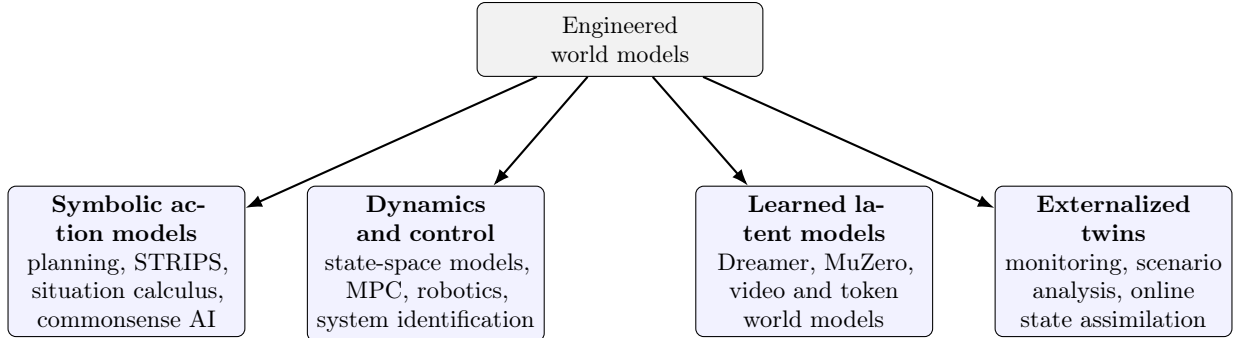 Engineered
world models
Symbolic ac-
tion models
planning, STRIPS,
situation calculus,
commonsense AI
Dynamics
and control
state-space models,
MPC, robotics,
system identification
Learned la-
tent models
Dreamer, MuZero,
video and token
world models
Externalized
twins
monitoring, scenario
analysis, online
state assimilation